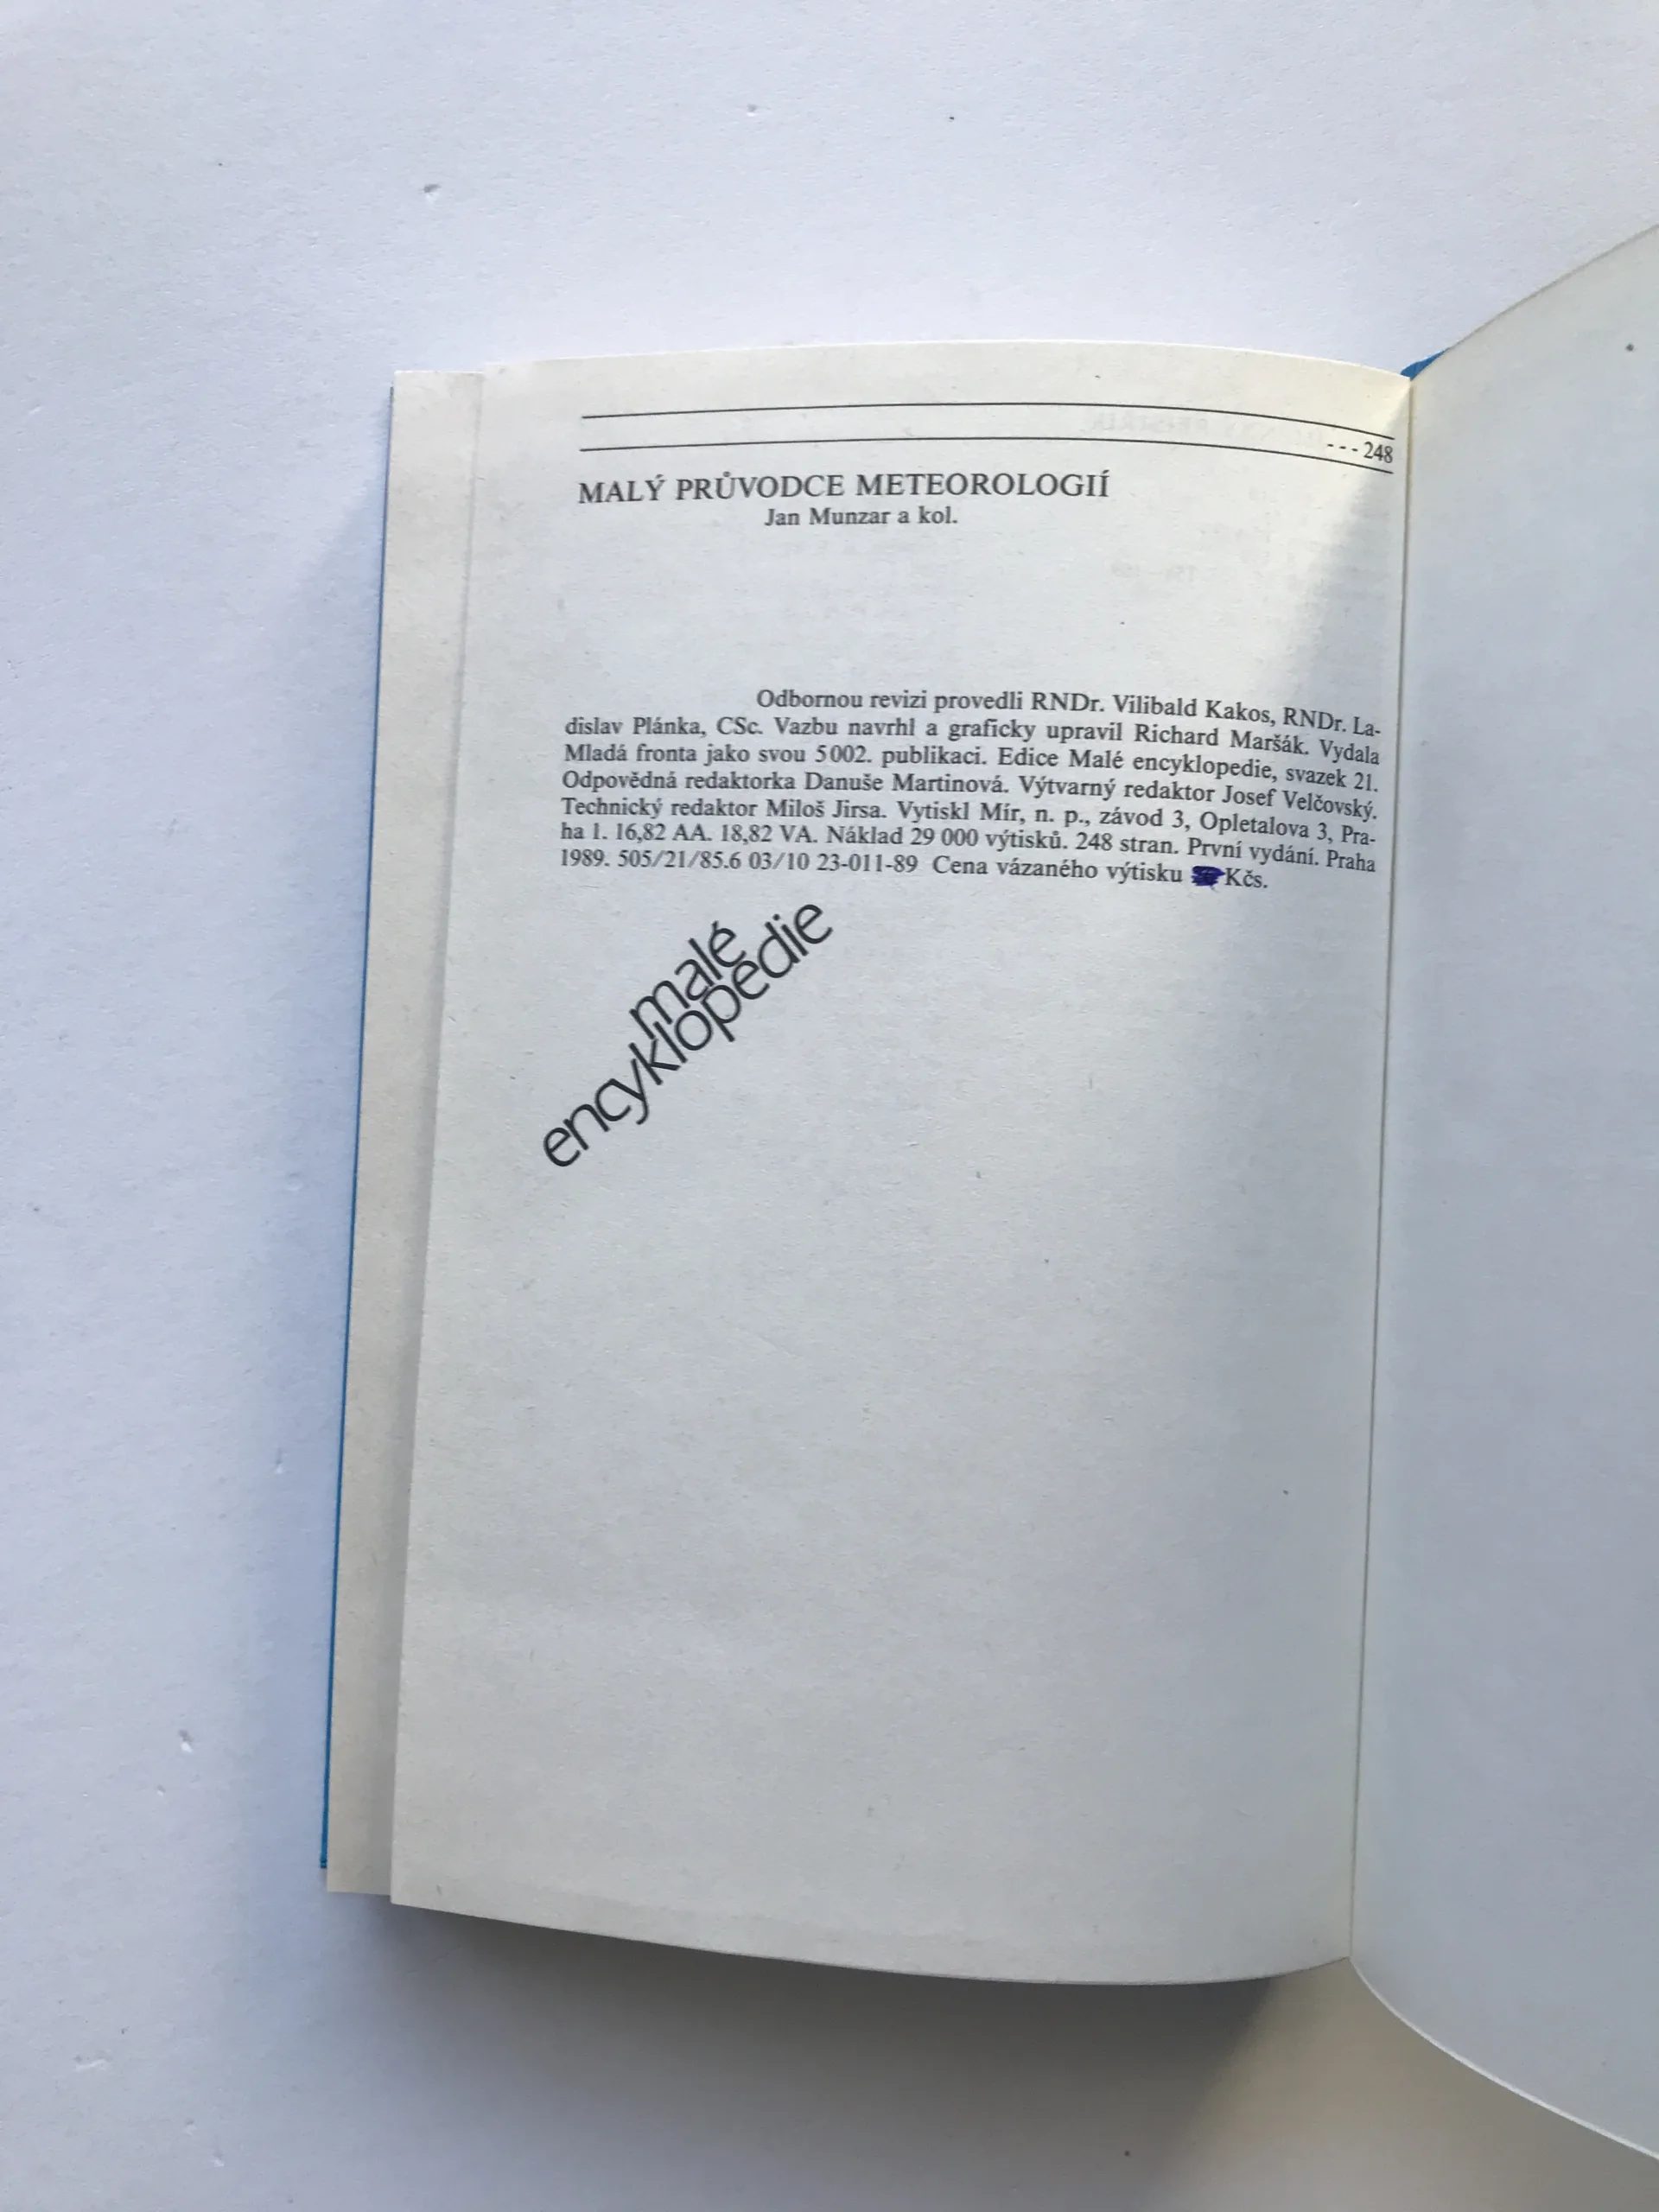 - - - 248
MALÝ PRŮVODCE METEOROLOGIÍ
Jan Munzar a kol.
Odbornou revizi provedli RNDr. Vilibald Kakos, RNDr. La-
dislav Plánka, CSc. Vazbu navrhl a graficky upravil Richard Maršák. Vydala
Mladá fronta jako svou 5002. publikaci. Edice Malé encyklopedie, svazek 21.
Odpovědná redaktorka Danuše Martinová. Výtvarný redaktor Josef Velčovský.
Technický redaktor Miloš Jirsa. Vytiskl Mír, n. p., závod 3, Opletalova 3, Pra-
ha 1. 16,82 AA. 18,82 VA. Náklad 29 000 výtisků. 248 stran. První vydání. Praha
1989. 505/21/85.6 03/10 23-011-89 Cena vázaného výtisku Kčs.
malé
encyklopedie